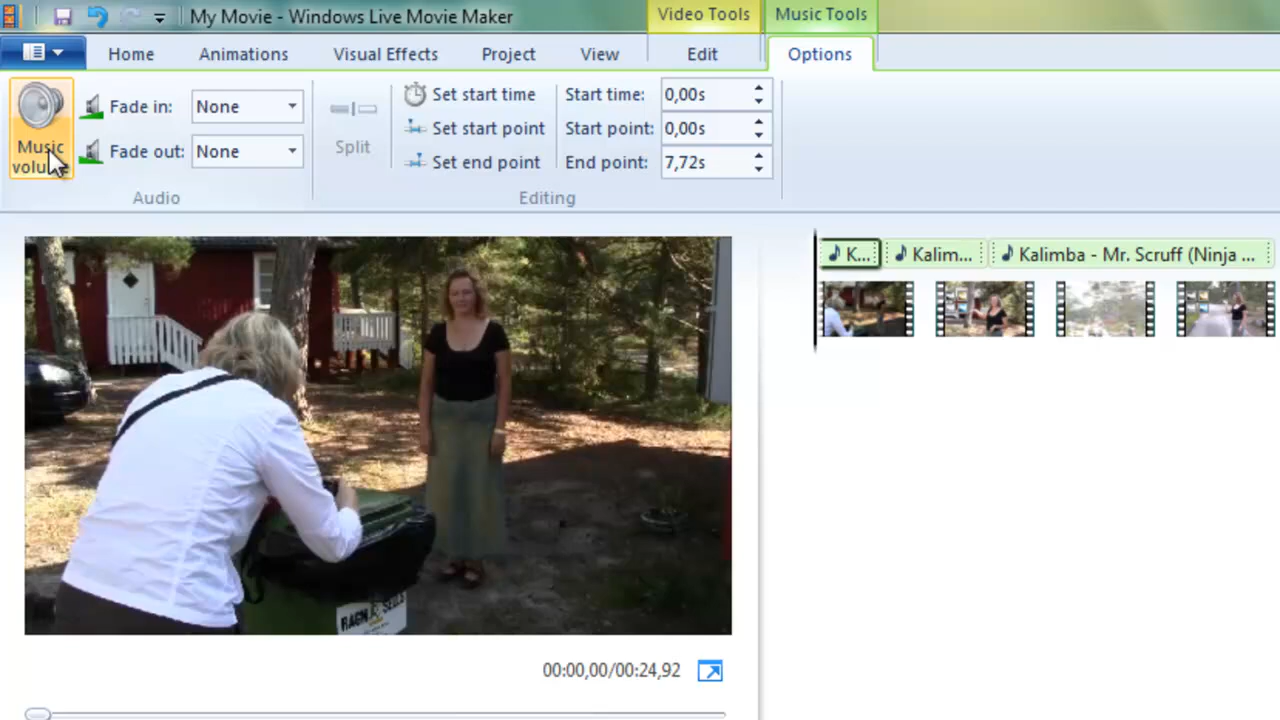 My Movie - Windows Live Movie Maker
Video Tools
Music Tools
Home
Animations
Visual Effects
Project
View
Edit
Options
Music
Fade in: None
Fade out: None
Audio
Split
Set start time
Set start point
Set end point
Start time: 0,00s
Start point: 0,00s
End point: 7,72s
Editing
K...
Kalim...
Kalimba - Mr. Scruff (Ninja ...
RAGN SELLS
00:00,00/00:24,92